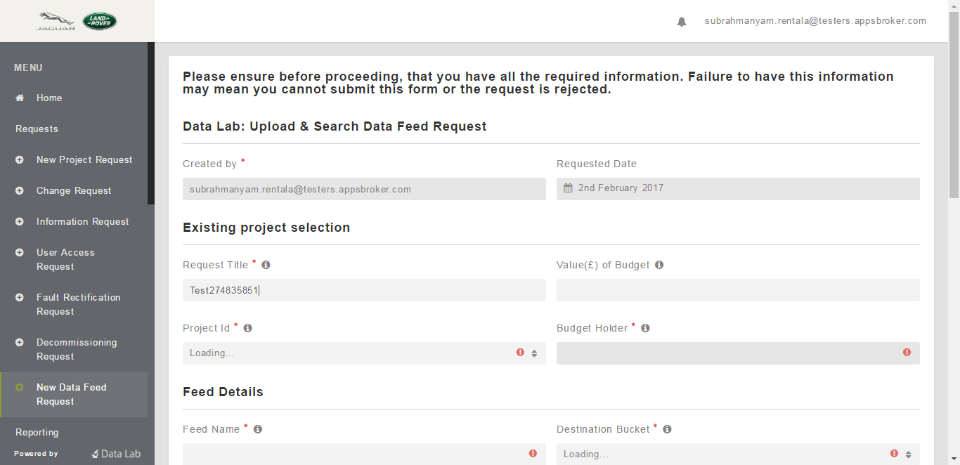 JAGUAR
LAND-
ROVER
subrahmanyam.rentala@testers.appsbroker.com
MENU
Home
Requests
New Project Request
Change Request
Information Request
User Access
Request
Fault Rectification
Request
Decommissioning
Request
New Data Feed
Request
Reporting
Powered by
Data Lab
Please ensure before proceeding, that you have all the required information. Failure to have this information
may mean you cannot submit this form or the request is rejected.
Data Lab: Upload & Search Data Feed Request
Created by *
Requested Date
subrahmanyam.rentala@testers.appsbroker.com
2nd February 2017
Existing project selection
Request Title *
Value(£) of Budget
Test274835851
Project Id *
Budget Holder *
Loading...
Feed Details
Feed Name *
Destination Bucket *
Loading...